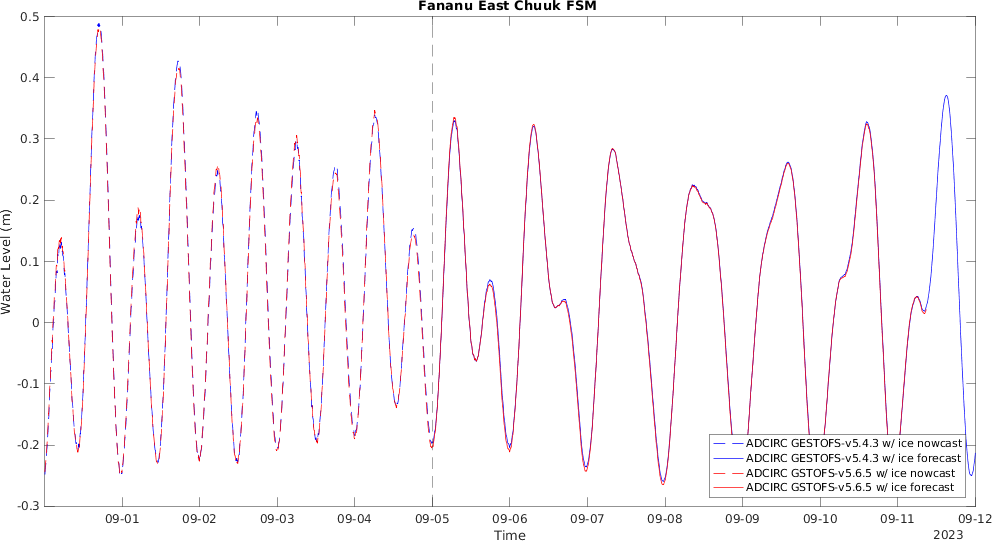 Fananu East Chuuk FSM
0.5
0.4
0.3
0.2
0.1
0
-0.1
-0.2
-0.3
Water Level (m)
ADCIRC GESTOFS-v5.4.3 w/ ice nowcast
ADCIRC GESTOFS-v5.4.3 w/ ice forecast
ADCIRC GSTOFS-v5.6.5 w/ ice nowcast
ADCIRC GSTOFS-v5.6.5 w/ ice forecast
09-01 09-02 09-03 09-04 09-05 09-06 09-07 09-08 09-09 09-10 09-11 09-12
Time
2023